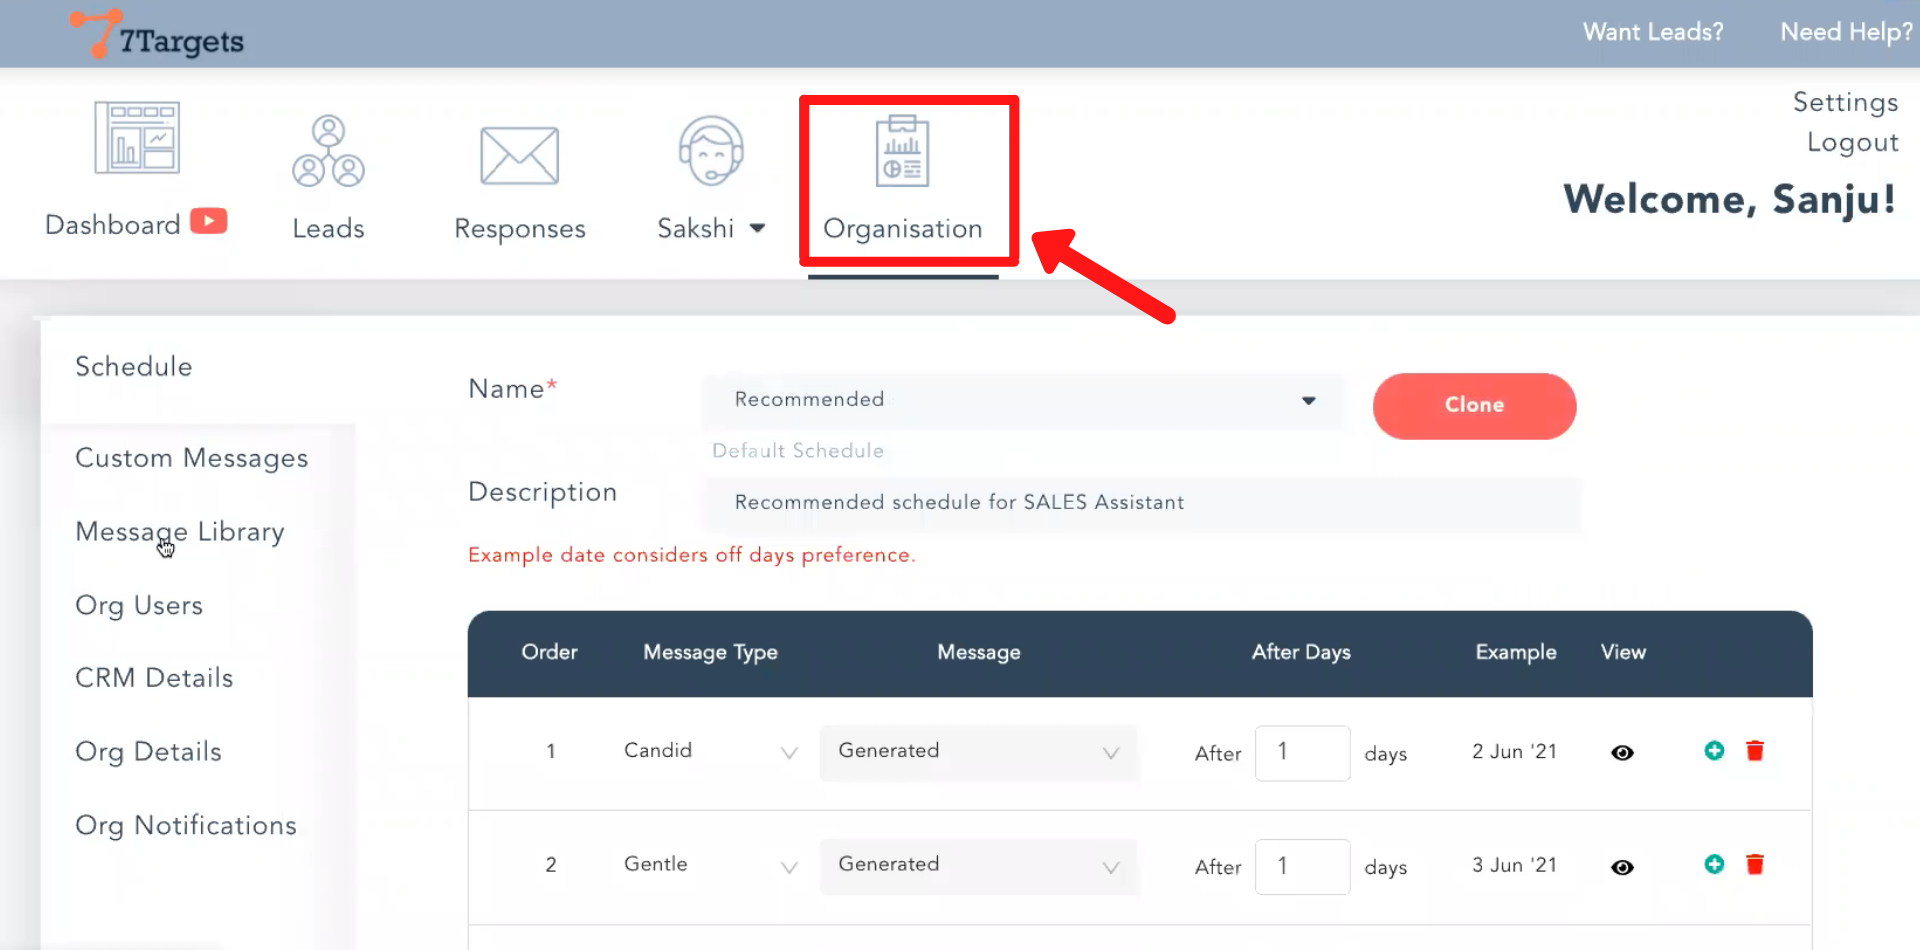 7Targets
Want Leads? Need Help?
Settings
Logout
Welcome, Sanju!
Dashboard Leads Responses Sakshi Organisation
Schedule
Custom Messages
Message Library
Org Users
CRM Details
Org Details
Org Notifications
Name* Recommended Clone
Default Schedule
Description Recommended schedule for SALES Assistant
Example date considers off days preference.
Order Message Type Message After Days Example View
1 Candid Generated After 1 days 2 Jun '21
2 Gentle Generated After 1 days 3 Jun '21